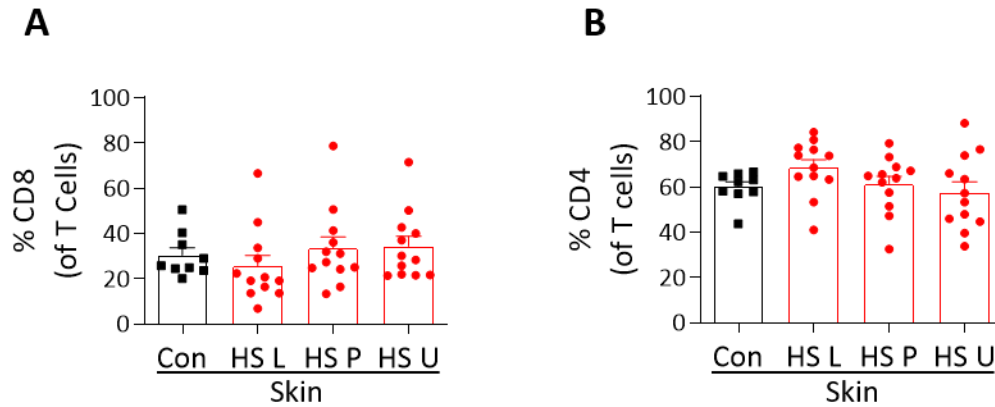 A
% CD8
(of T Cells)
100
80
60
40
20
0
Con HS L HS P HS U
Skin
B
% CD4
(of T cells)
100
80
60
40
20
0
Con HS L HS P HS U
Skin